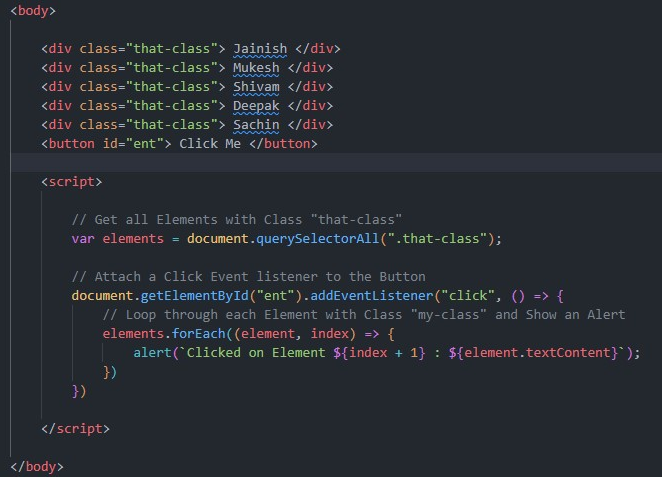 <body>
<div class="that-class"> Jainish </div>
<div class="that-class"> Mukesh </div>
<div class="that-class"> Shivam </div>
<div class="that-class"> Deepak </div>
<div class="that-class"> Sachin </div>
<button id="ent"> Click Me </button>
<script>
// Get all Elements with Class "that-class"
var elements = document.querySelectorAll(".that-class");
// Attach a Click Event listener to the Button
document.getElementById("ent").addEventListener("click", () => {
// Loop through each Element with Class "my-class" and Show an Alert
elements.forEach((element, index) => {
alert(`Clicked on Element ${index + 1} : ${element.textContent}`);
})
})
</script>
</body>